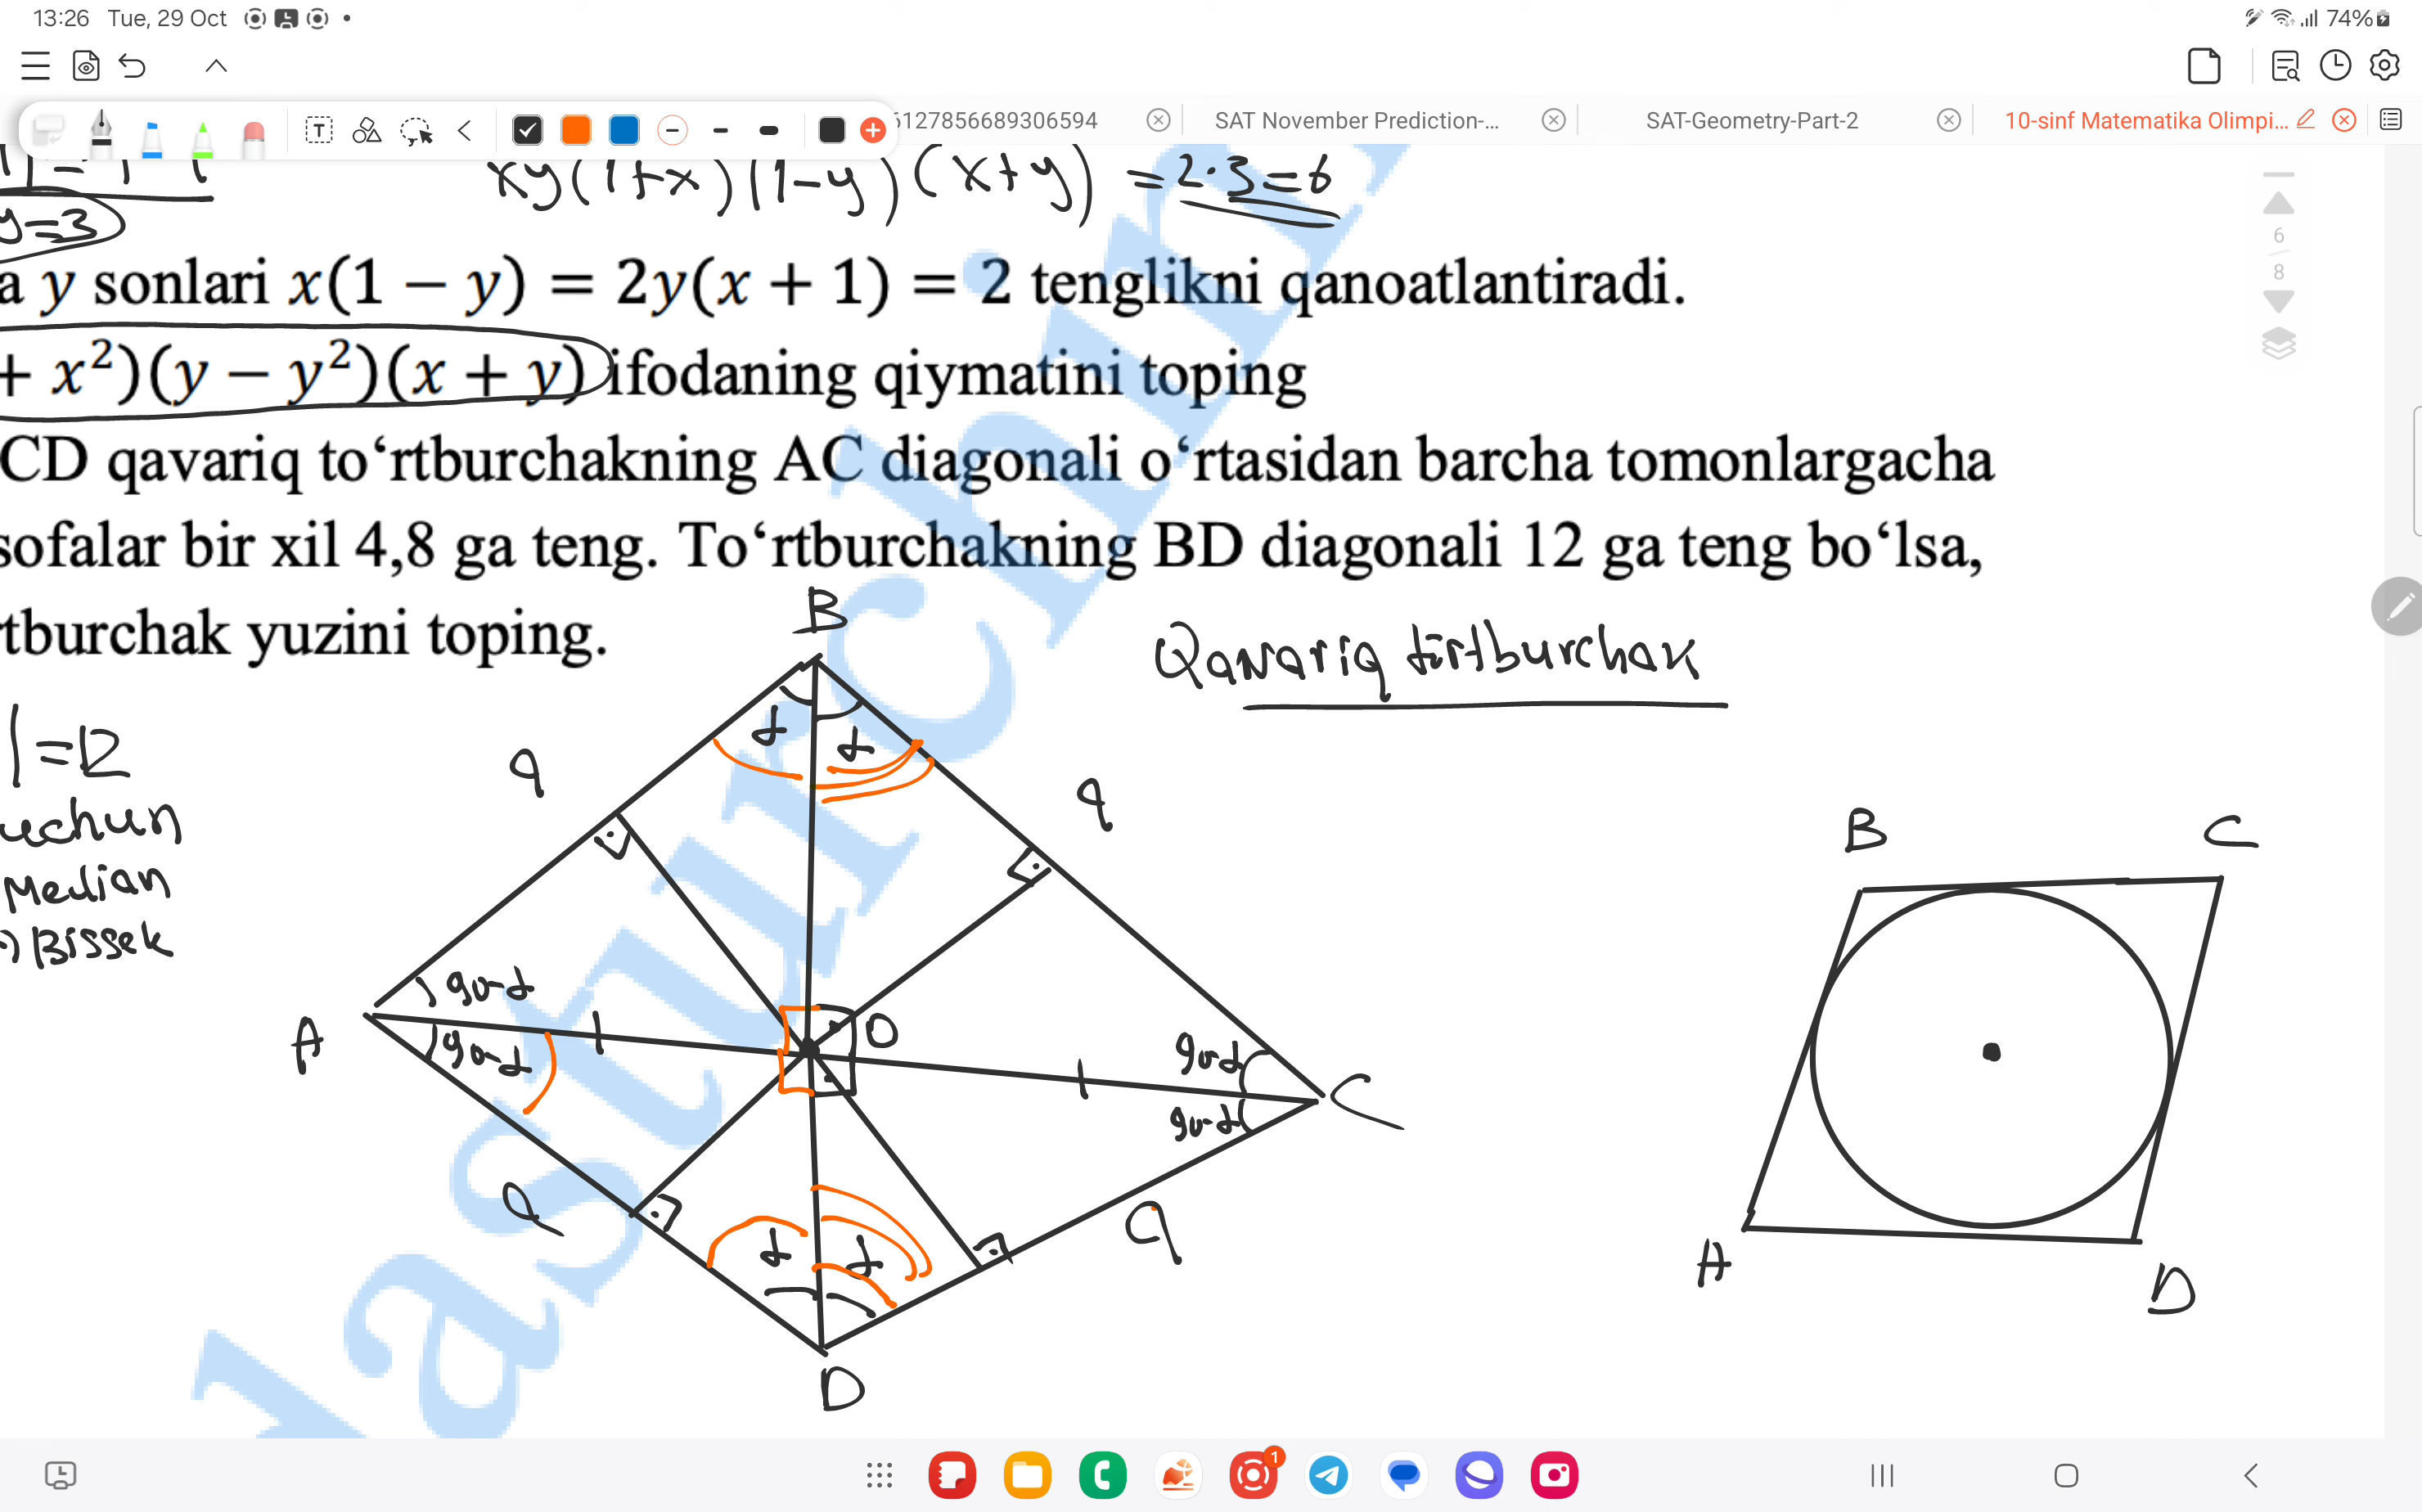 13:26 Tue, 29 Oct
74%
T
6127856689306594
SAT November Prediction-...
SAT-Geometry-Part-2
10-sinf Matematika Olimpi...
xy(1+x)(1-y)(x+y) = 2·3=6
y=3
6
8
a y sonlari x(1 − y) = 2y(x + 1) = 2 tenglikni qanoatlantiradi.
+ x²)(y − y²)(x + y) ifodaning qiymatini toping
CD qavariq to‘rtburchakning AC diagonali o‘rtasidan barcha tomonlargacha
sofalar bir xil 4,8 ga teng. To‘rtburchakning BD diagonali 12 ga teng bo‘lsa,
rtburchak yuzini toping.
B
Qavariq tortburchak
=12
uchun
Median
Bissek
a
α
α
a
B
C
A
90-α
90-α
O
90-α
90-α
C
a
α
α
a
D
A
D
1